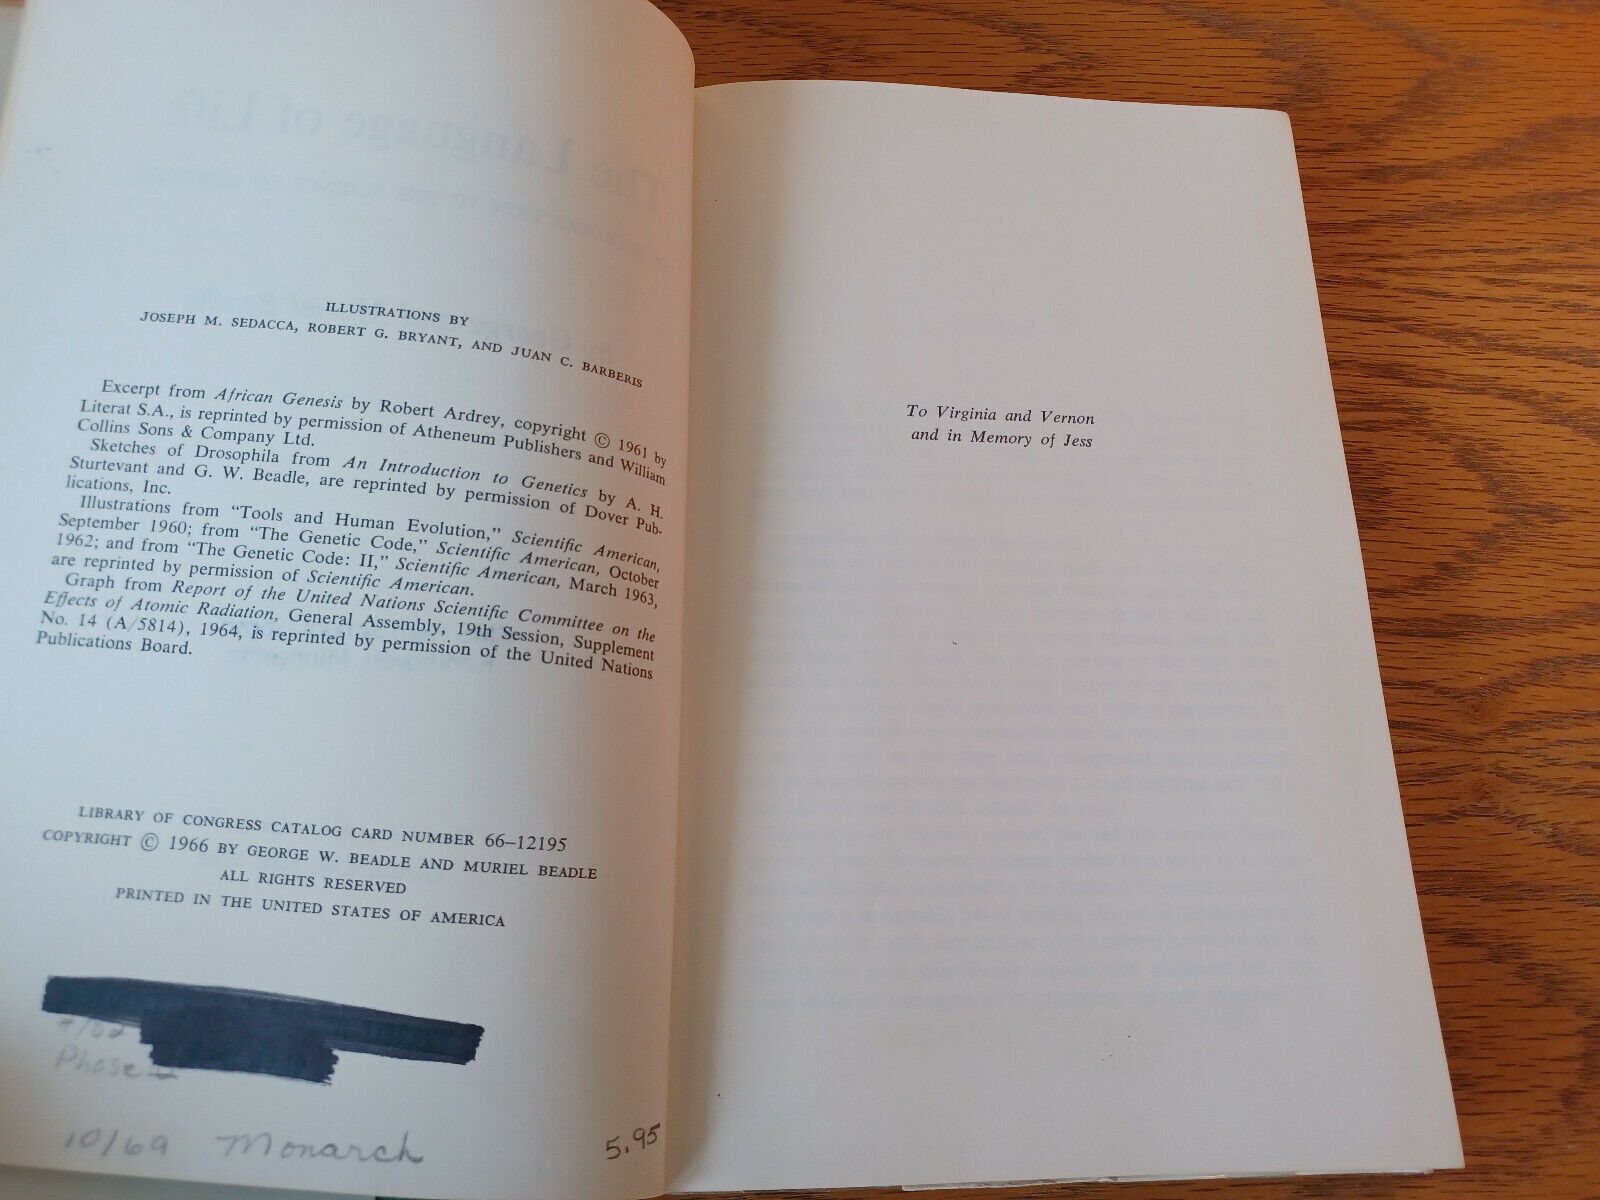 ILLUSTRATIONS BY
JOSEPH M. SEDACCA, ROBERT G. BRYANT, AND JUAN C. BARBERIS
Excerpt from African Genesis by Robert Ardrey, copyright © 1961 by
Literat S.A., is reprinted by permission of Atheneum Publishers and William
Collins Sons & Company Ltd.
Sketches of Drosophila from An Introduction to Genetics by A. H.
Sturtevant and G. W. Beadle, are reprinted by permission of Dover Pub-
lications, Inc.
Illustrations from “Tools and Human Evolution,” Scientific American,
September 1960; from “The Genetic Code,” Scientific American, October
1962; and from “The Genetic Code: II,” Scientific American, March 1963,
are reprinted by permission of Scientific American.
Graph from Report of the United Nations Scientific Committee on the
Effects of Atomic Radiation, General Assembly, 19th Session, Supplement
No. 14 (A/5814), 1964, is reprinted by permission of the United Nations
Publications Board.
LIBRARY OF CONGRESS CATALOG CARD NUMBER 66–12195
COPYRIGHT © 1966 BY GEORGE W. BEADLE AND MURIEL BEADLE
ALL RIGHTS RESERVED
PRINTED IN THE UNITED STATES OF AMERICA
Phase
10/69 Monarch
5.95
To Virginia and Vernon
and in Memory of Jess